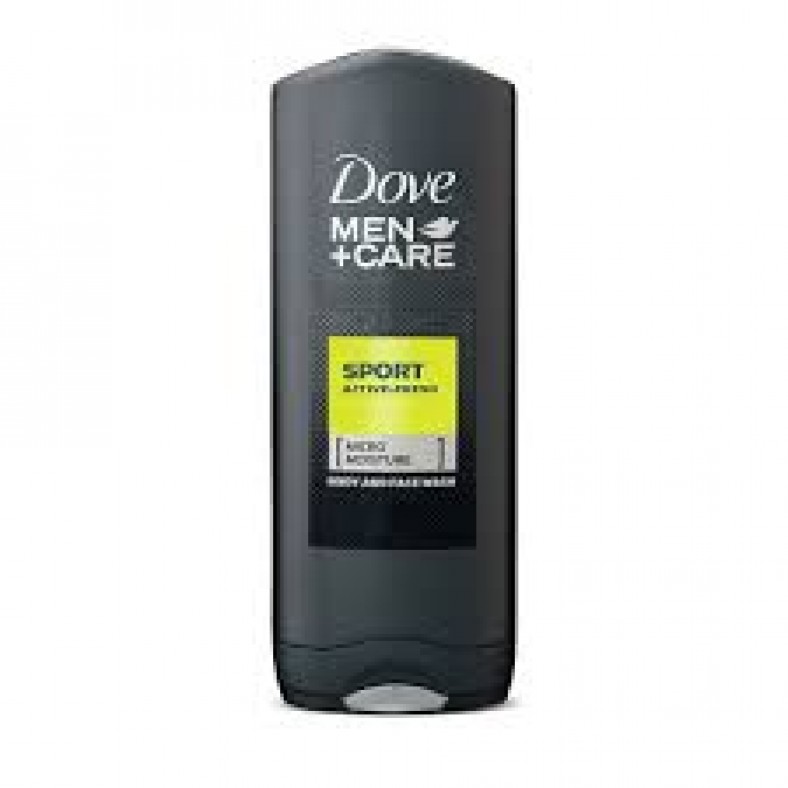 Dove
MEN
+CARE
SPORT
ACTIVE+FRESH
MICRO
MOISTURE
BODY AND FACE WASH